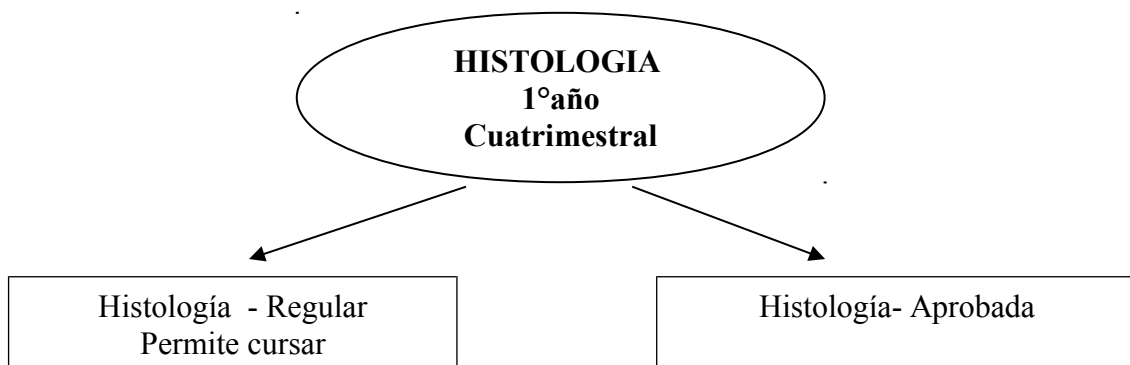 HISTOLOGIA
1°año
Cuatrimestral
Histología - Regular
Permite cursar
Histología- Aprobada